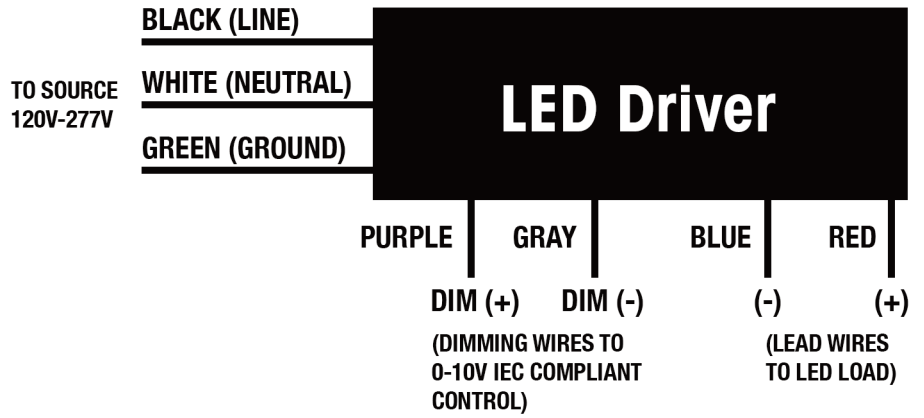 BLACK (LINE)
TO SOURCE
120V-277V
WHITE (NEUTRAL)
GREEN (GROUND)
LED Driver
PURPLE
GRAY
BLUE
RED
DIM (+)
DIM (-)
(-)
(+)
(DIMMING WIRES TO
0-10V IEC COMPLIANT
CONTROL)
(LEAD WIRES
TO LED LOAD)